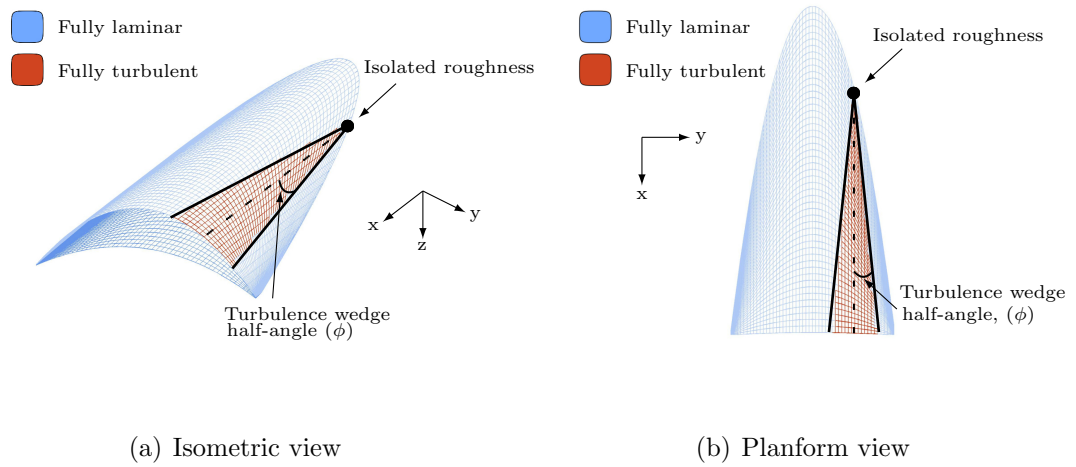 Fully laminar
Fully turbulent
Isolated roughness
x
y
z
Turbulence wedge
half-angle (ϕ)
(a) Isometric view
Fully laminar
Fully turbulent
Isolated roughness
y
x
Turbulence wedge
half-angle, (ϕ)
(b) Planform view